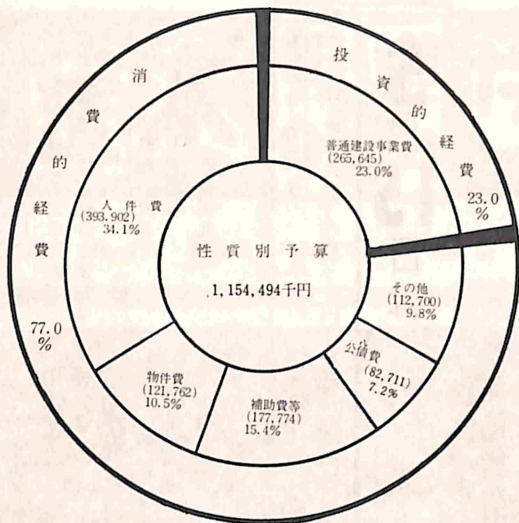 投資的経費
23.0
%
普通建設事業費
(265,645)
23.0%
その他
(112,700)
9.8%
公債費
(82,711)
7.2%
補助費等
(177,774)
15.4%
物件費
(121,762)
10.5%
人件費
(393.902)
34.1%
消費的経費
77.0
%
性質別予算
1,154,494千円